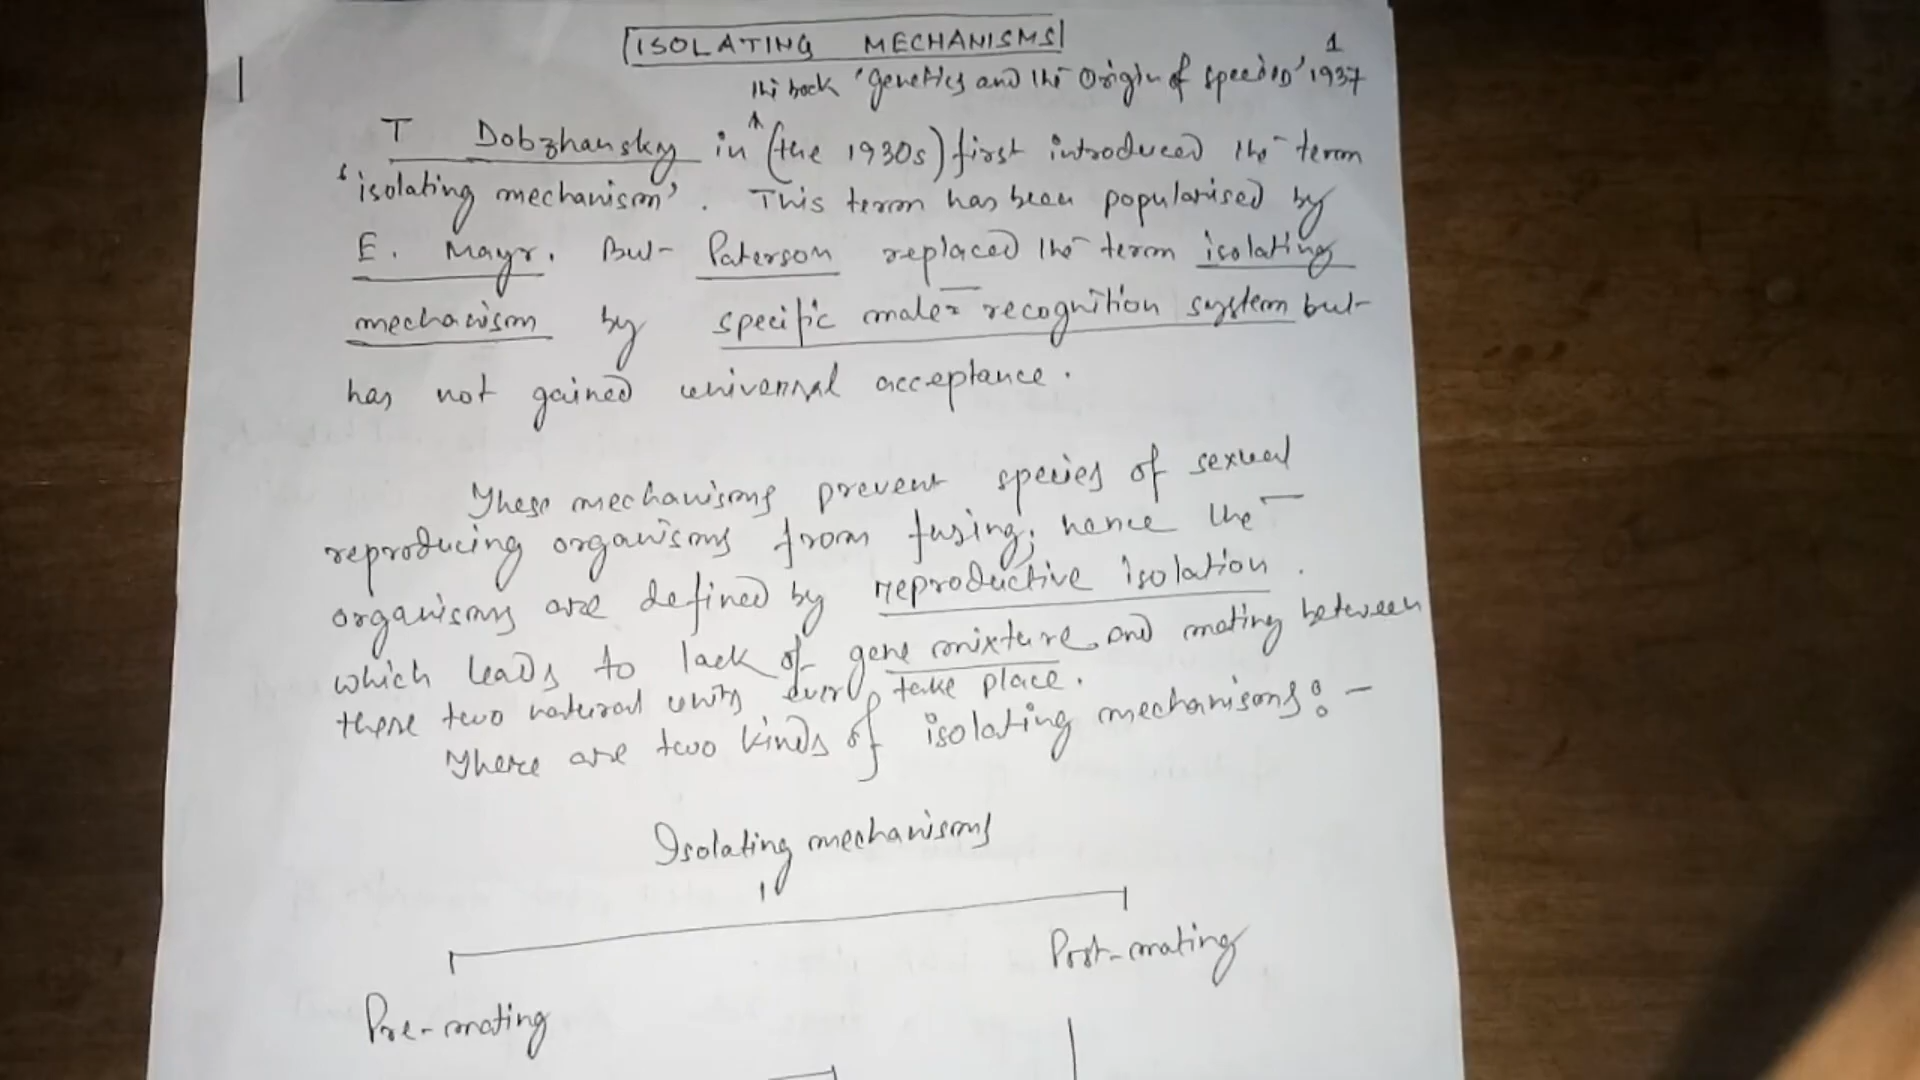 ISOLATING MECHANISMS
1
his book 'Genetics and the Origin of species' 1937
T Dobzhansky in (the 1930s) first introduced the term
'isolating mechanism'. This term has been popularised by
E. Mayr. But Paterson replaced the term isolating
mechanism by specific mate-recognition system but
has not gained universal acceptance.
These mechanisms prevent species of sexual
reproducing organisms from fusing; hence the
organisms are defined by reproductive isolation.
which leads to lack of gene mixture and mating between
these two natural units take place.
There are two kinds of isolating mechanisms: -
Isolating mechanisms
Post-mating
Pre-mating